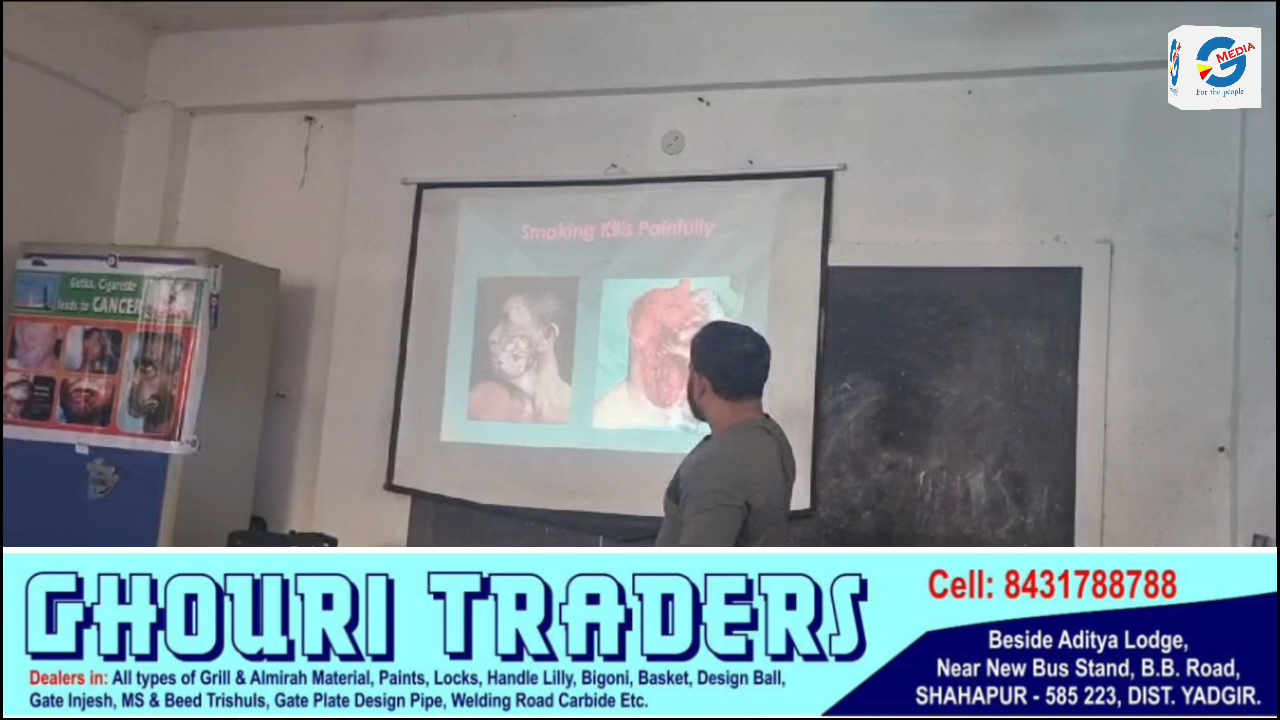 G
MEDIA
For the people
Smoking Kills Painfully
Gutka, Cigarette
leads to CANCER
GHOURI TRADERS
Cell: 8431788788
Dealers in: All types of Grill & Almirah Material, Paints, Locks, Handle Lilly, Bigoni, Basket, Design Ball,
Gate Injesh, MS & Beed Trishuls, Gate Plate Design Pipe, Welding Road Carbide Etc.
Beside Aditya Lodge,
Near New Bus Stand, B.B. Road,
SHAHAPUR - 585 223, DIST. YADGIR.